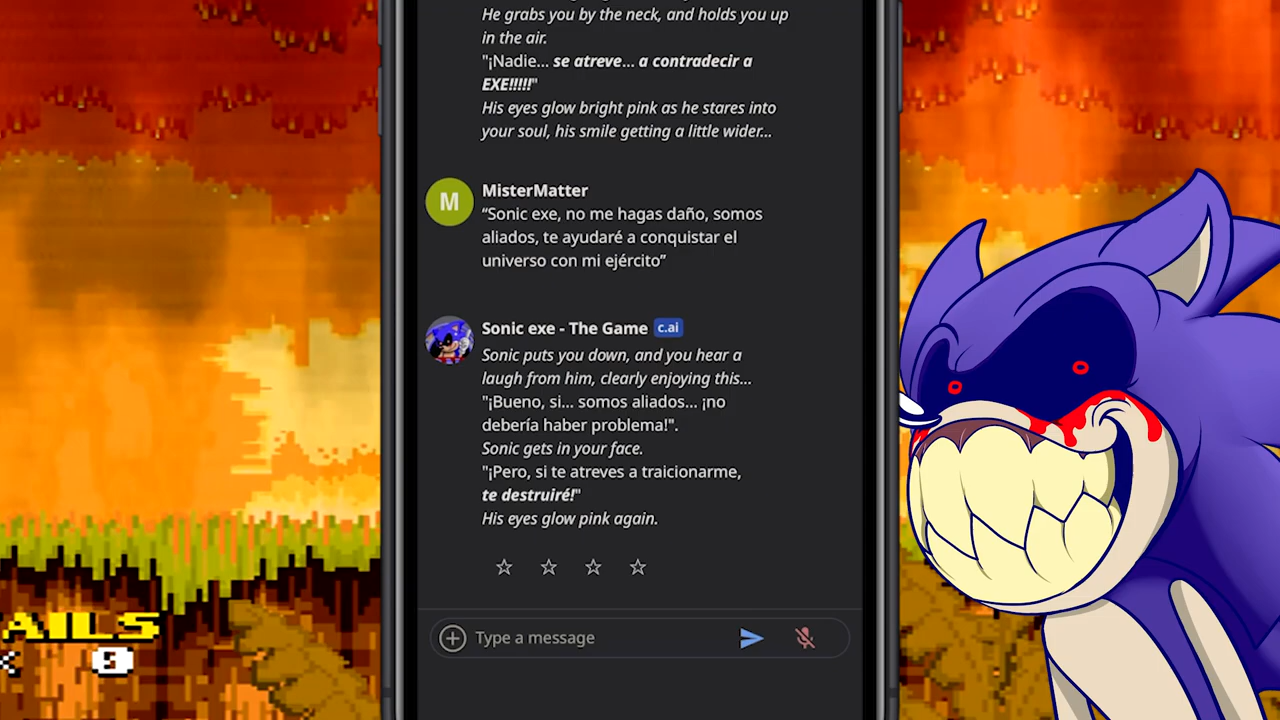 He grabs you by the neck, and holds you up
in the air.
"¡Nadie... se atreve... a contradecir a
EXE!!!!!"
His eyes glow bright pink as he stares into
your soul, his smile getting a little wider...
M
MisterMatter
“Sonic exe, no me hagas daño, somos
aliados, te ayudaré a conquistar el
universo con mi ejército”
Sonic exe - The Game c.ai
Sonic puts you down, and you hear a
laugh from him, clearly enjoying this...
"¡Bueno, si... somos aliados... ¡no
debería haber problema!".
Sonic gets in your face.
"¡Pero, si te atreves a traicionarme,
te destruiré!"
His eyes glow pink again.
Type a message
AILS